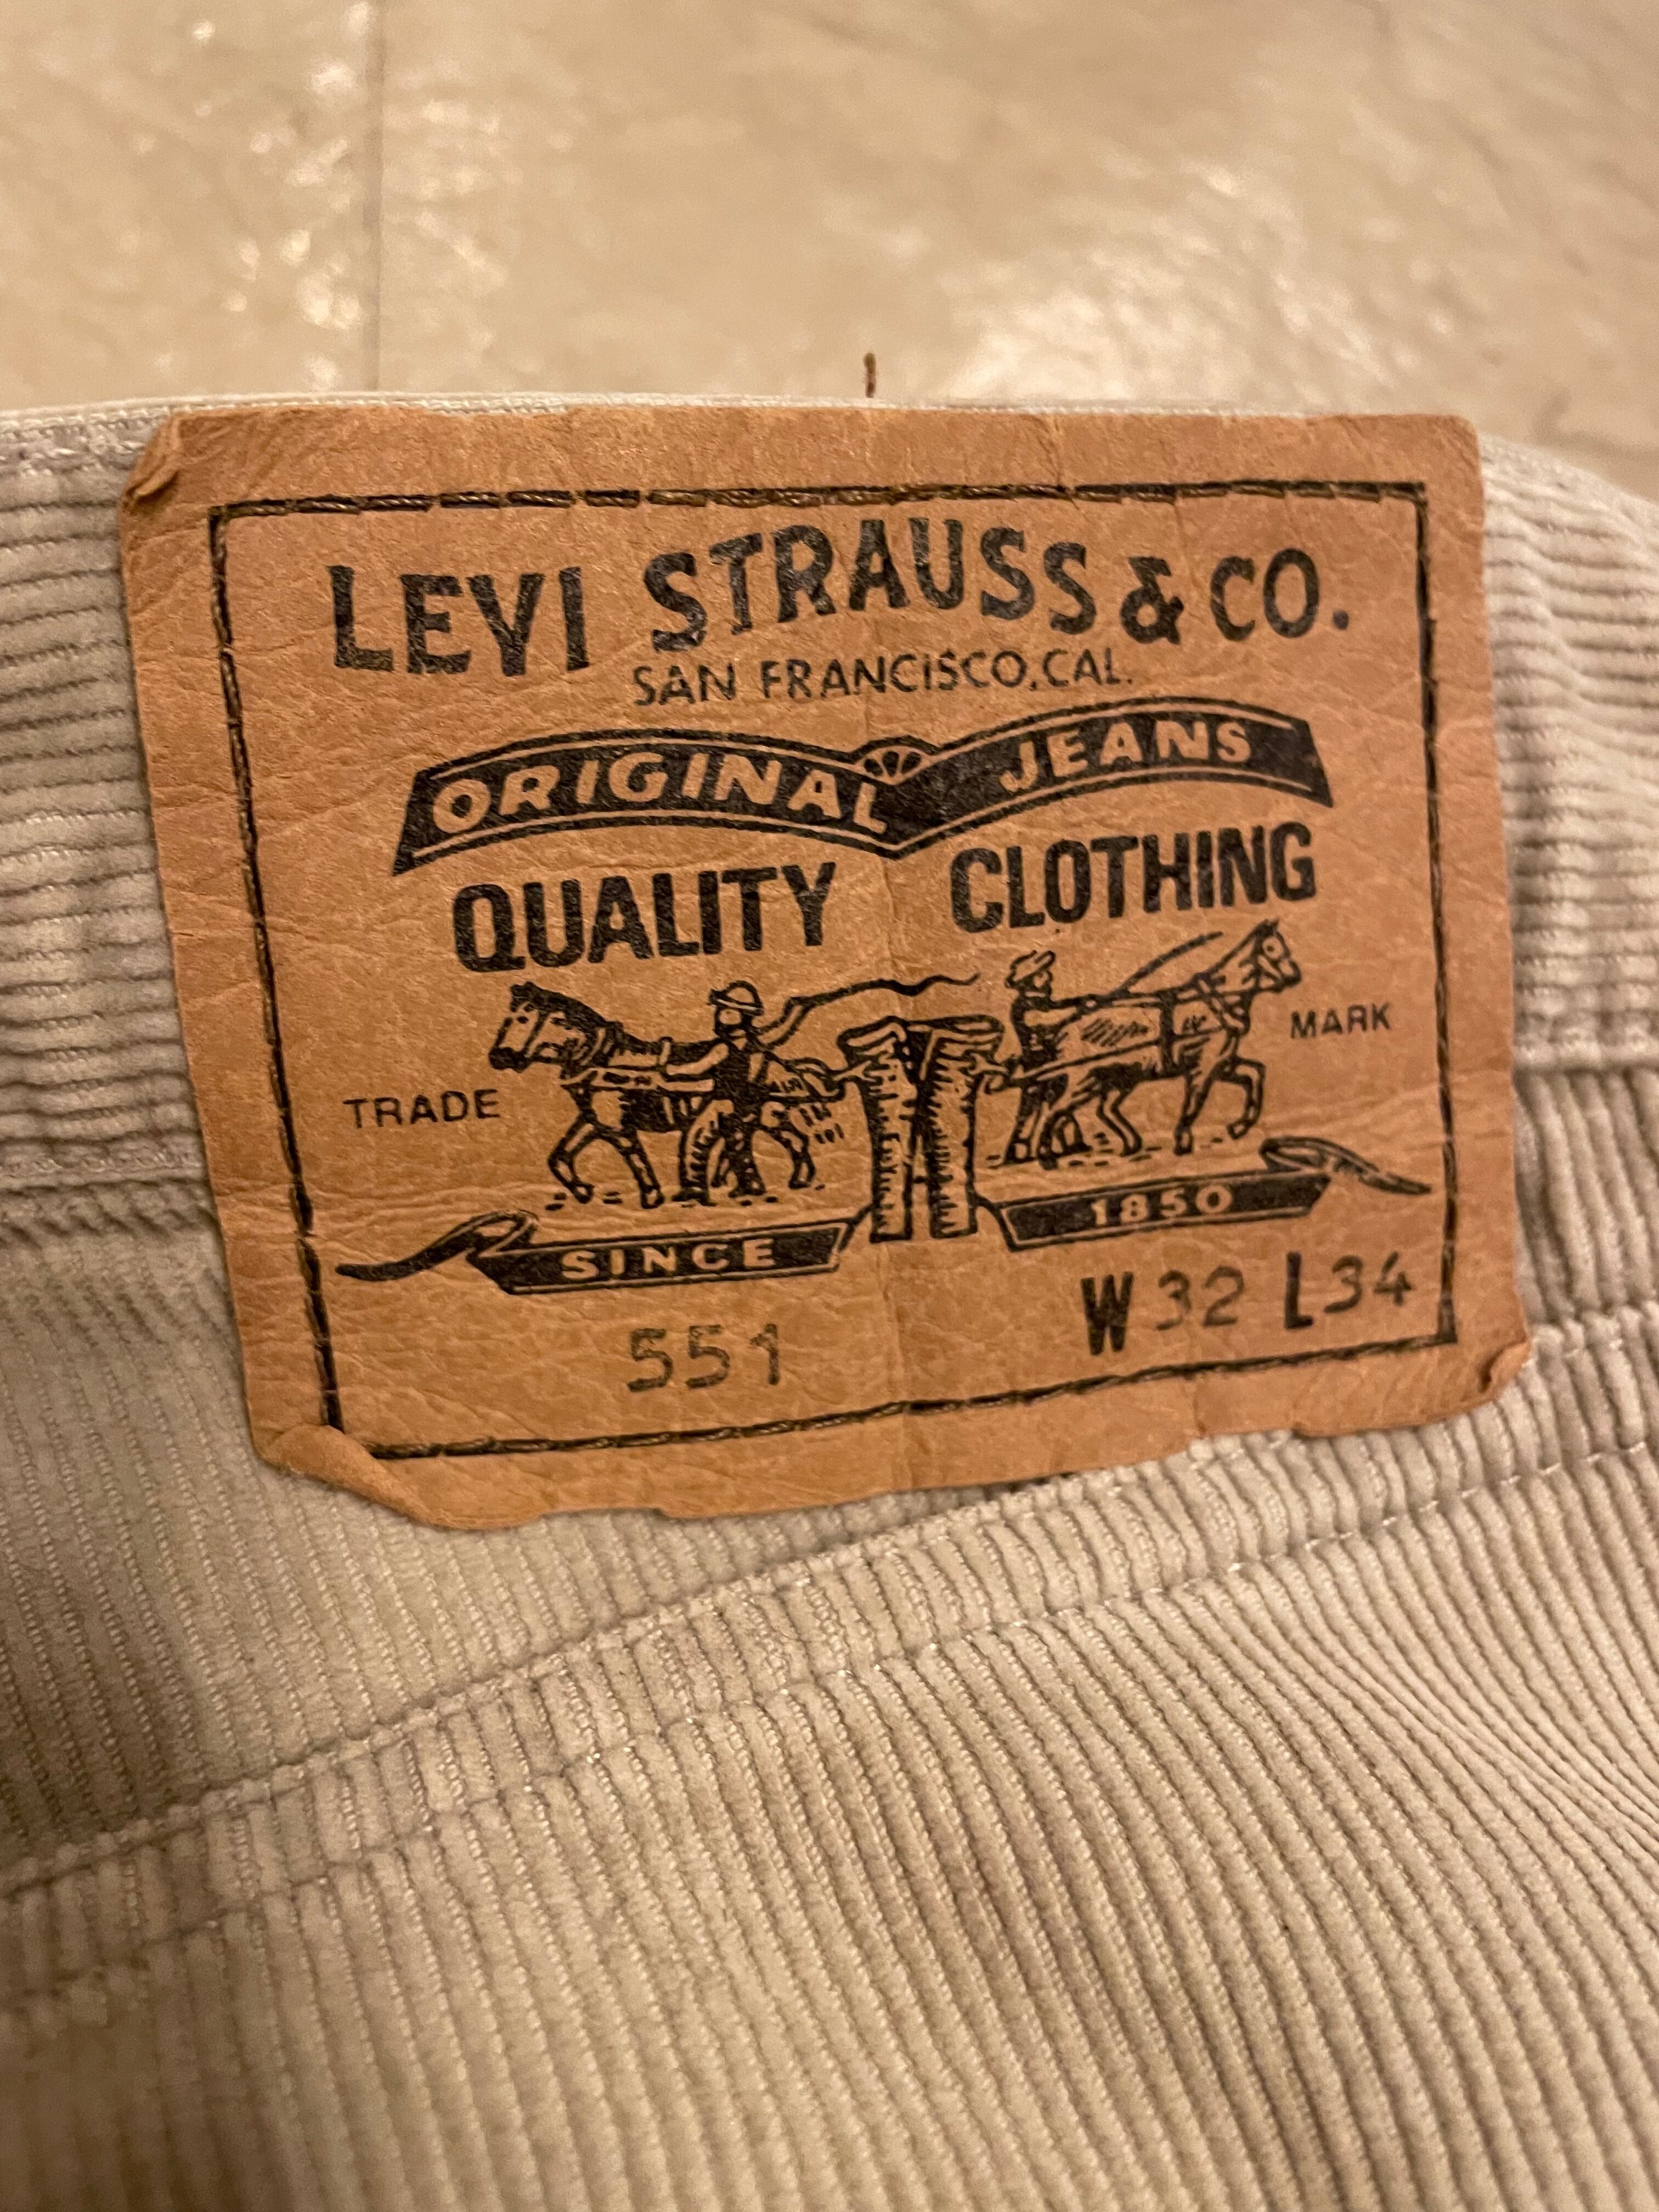 LEVI STRAUSS & CO.
SAN FRANCISCO,CAL.
ORIGINAL JEANS
QUALITY CLOTHING
TRADE MARK
SINCE 1850
551 W32 L34